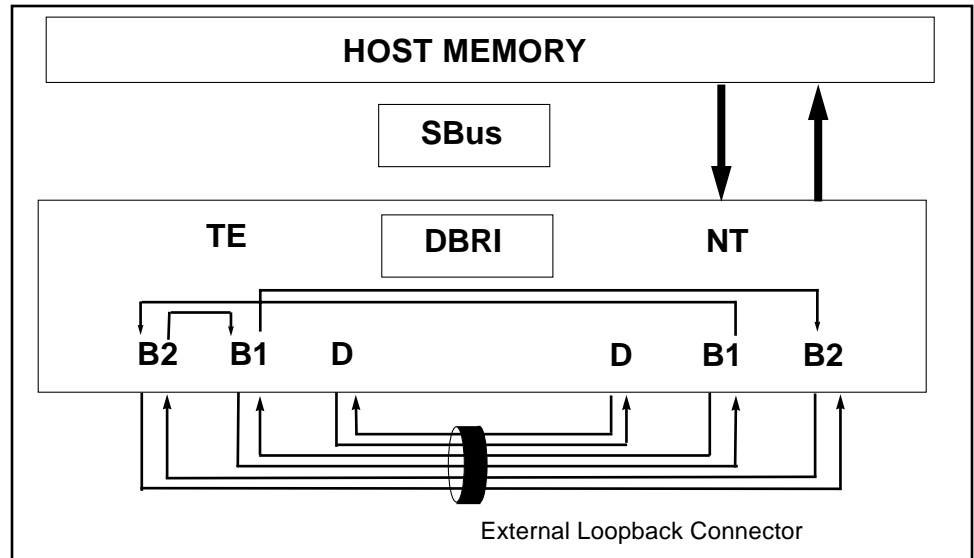 HOST MEMORY
SBus
TE DBRI NT
B2 B1 D D B1 B2
External Loopback Connector